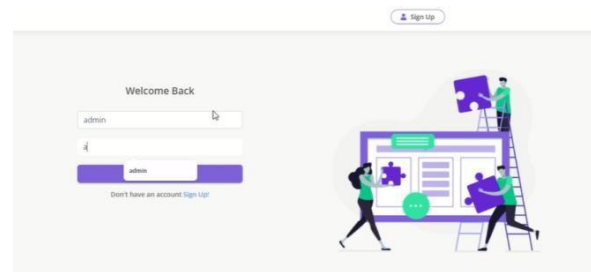 Sign Up
Welcome Back
admin
a
admin
Don't have an account Sign Up!